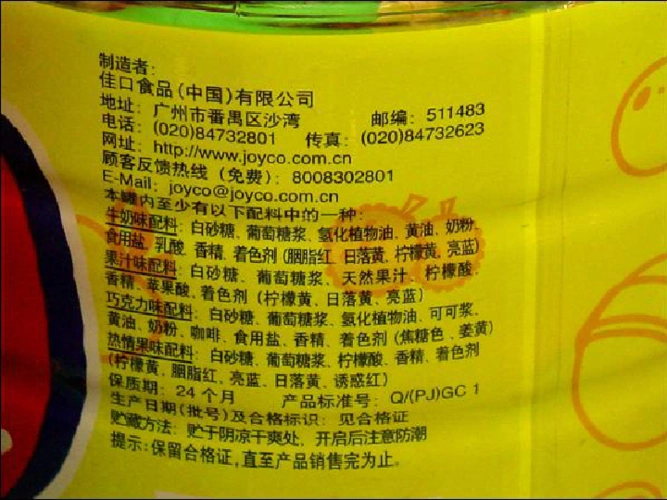 制造者:
佳口食品(中国)有限公司
地址: 广州市番禺区沙湾 邮编: 511483
电话: (020)84732801 传真: (020)84732623
网址: http://www.joyco.com.cn
顾客反馈热线 (免费): 8008302801
E-Mail: joyco@joyco.com.cn
本罐内至少有以下配料中的一种:
牛奶味配料: 白砂糖、葡萄糖浆、氢化植物油、黄油、奶粉、
食用盐、乳酸、香精、着色剂(胭脂红、日落黄、柠檬黄、亮蓝)
果汁味配料: 白砂糖、葡萄糖浆、天然果汁、柠檬酸、
香精、苹果酸、着色剂 (柠檬黄、日落黄、亮蓝)
巧克力味配料: 白砂糖、葡萄糖浆、氢化植物油、可可浆、
黄油、奶粉、咖啡、食用盐、香精、着色剂(焦糖色、姜黄)
热情果味配料: 白砂糖、葡萄糖浆、柠檬酸、香精、着色剂
(柠檬黄、胭脂红、亮蓝、日落黄、诱惑红)
保质期: 24个月 产品标准号: Q/(PJ)GC 1
生产日期(批号)及合格标识: 见合格证
贮藏方法: 贮于阴凉干爽处、开启后注意防潮
提示:保留合格证,直至产品销售完为止。